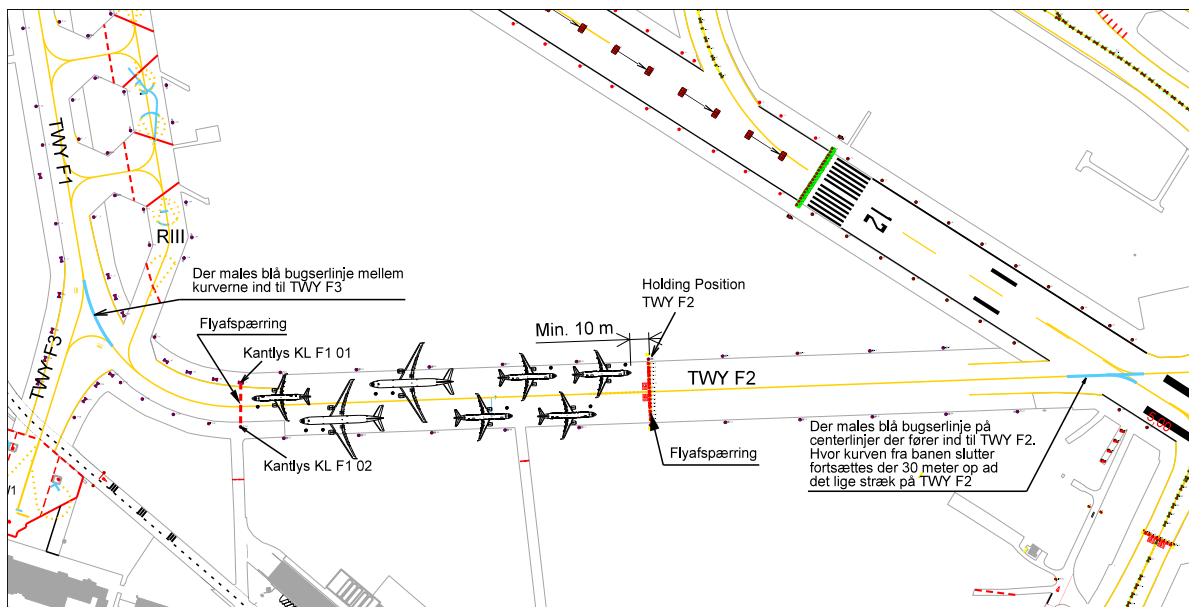 TWY F1
RIII
Der males blå bugserlinje mellem
kurverne ind til TWY F3
TWY F3
Flyafspærring
Kantlys KL F1 01
Kantlys KL F1 02
Min. 10 m
Holding Position
TWY F2
TWY F2
Flyafspærring
12
Der males blå bugserlinje på
centerlinjer der fører ind til TWY F2.
Hvor kurven fra banen slutter
fortsættes der 30 meter op ad
det lige stræk på TWY F2